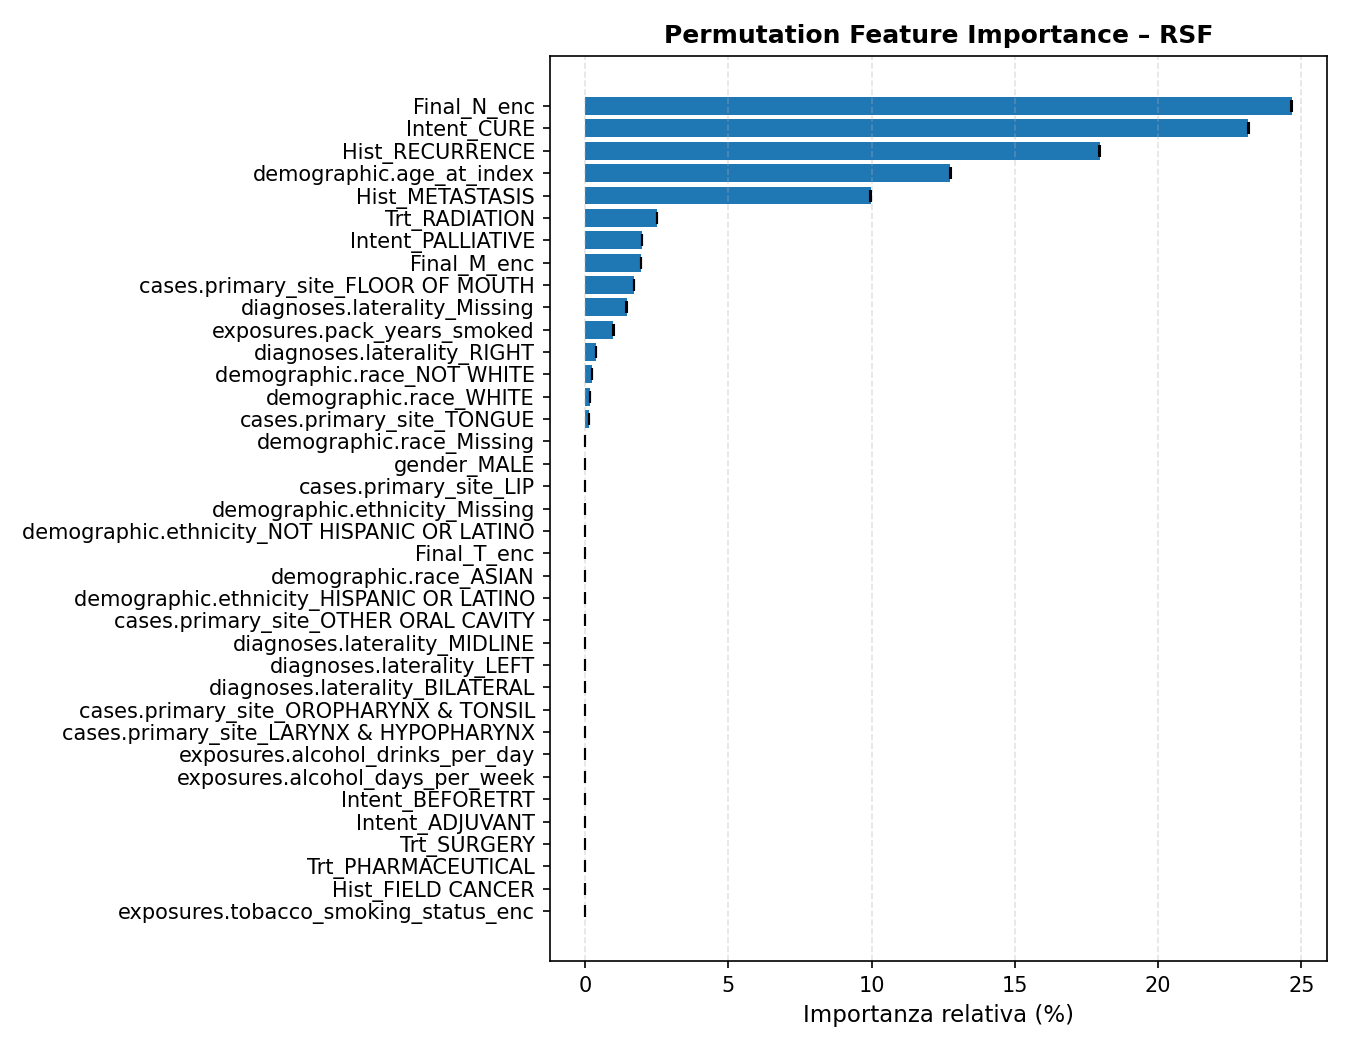 Permutation Feature Importance – RSF
Final_N_enc
Intent_CURE
Hist_RECURRENCE
demographic.age_at_index
Hist_METASTASIS
Trt_RADIATION
Intent_PALLIATIVE
Final_M_enc
cases.primary_site_FLOOR OF MOUTH
diagnoses.laterality_Missing
exposures.pack_years_smoked
diagnoses.laterality_RIGHT
demographic.race_NOT WHITE
demographic.race_WHITE
cases.primary_site_TONGUE
demographic.race_Missing
gender_MALE
cases.primary_site_LIP
demographic.ethnicity_Missing
demographic.ethnicity_NOT HISPANIC OR LATINO
Final_T_enc
demographic.race_ASIAN
demographic.ethnicity_HISPANIC OR LATINO
cases.primary_site_OTHER ORAL CAVITY
diagnoses.laterality_MIDLINE
diagnoses.laterality_LEFT
diagnoses.laterality_BILATERAL
cases.primary_site_OROPHARYNX & TONSIL
cases.primary_site_LARYNX & HYPOPHARYNX
exposures.alcohol_drinks_per_day
exposures.alcohol_days_per_week
Intent_BEFORETRT
Intent_ADJUVANT
Trt_SURGERY
Trt_PHARMACEUTICAL
Hist_FIELD CANCER
exposures.tobacco_smoking_status_enc
0 5 10 15 20 25
Importanza relativa (%)